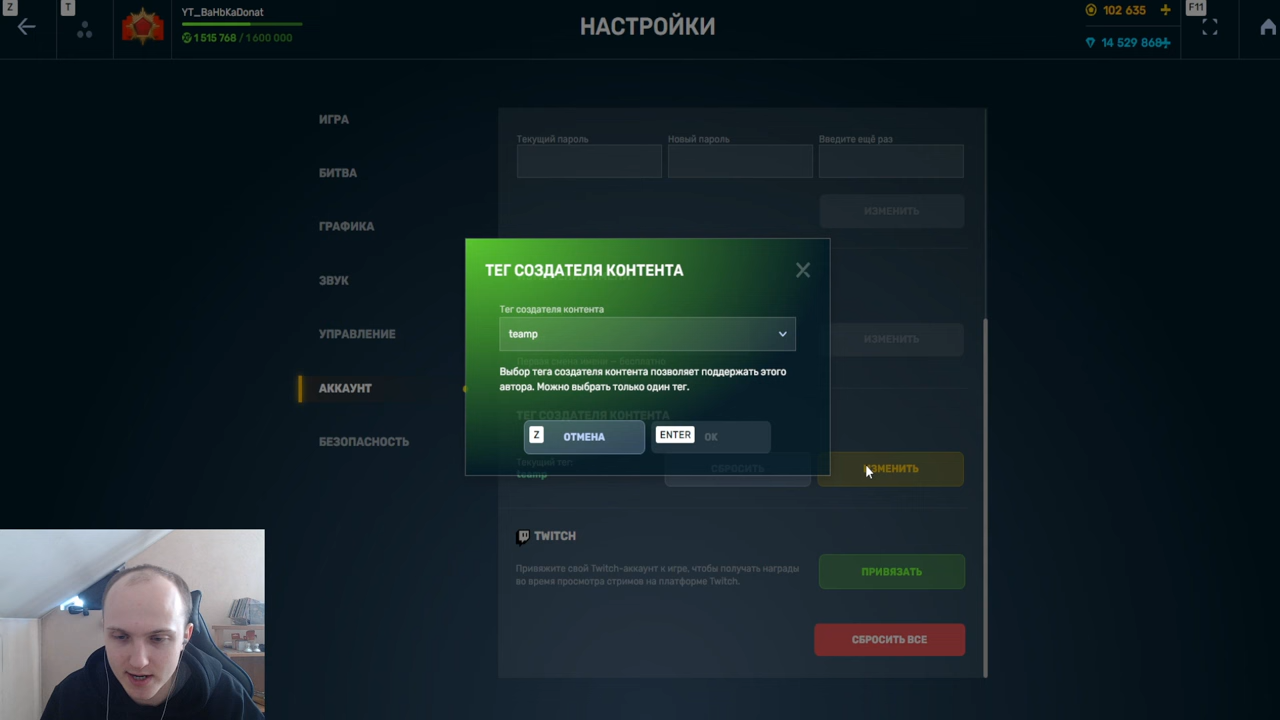 Z
T
YT_BaHbKaDonat
1 515 768 / 1 600 000
НАСТРОЙКИ
102 635
14 529 868
F11
ИГРА
БИТВА
ГРАФИКА
ЗВУК
УПРАВЛЕНИЕ
АККАУНТ
БЕЗОПАСНОСТЬ
Текущий пароль
Новый пароль
Введите ещё раз
ИЗМЕНИТЬ
ТЕГ СОЗДАТЕЛЯ КОНТЕНТА
Тег создателя контента
teamp
ИЗМЕНИТЬ
Выбор тега создателя контента позволяет поддержать этого
автора. Можно выбрать только один тег.
ТЕГ СОЗДАТЕЛЯ КОНТЕНТА
Z ОТМЕНА
ENTER OK
Текущий тег:
teamp
СБРОСИТЬ
ИЗМЕНИТЬ
TWITCH
Привяжите свой Twitch-аккаунт к игре, чтобы получать награды
во время просмотра стримов на платформе Twitch.
ПРИВЯЗАТЬ
СБРОСИТЬ ВСЕ